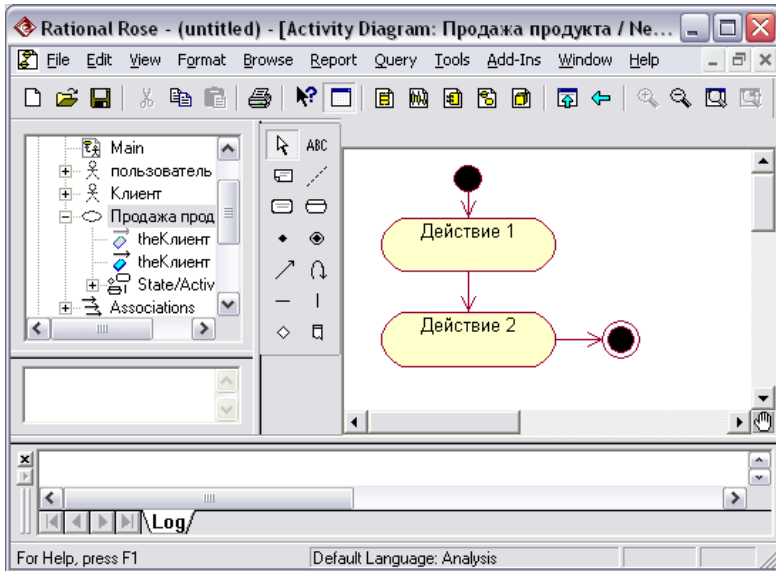 Rational Rose - (untitled) - [Activity Diagram: Продажа продукта / Ne...
File Edit View Format Browse Report Query Tools Add-Ins Window Help
ABC
Main
пользователь
Клиент
Продажа прод
theКлиент
theКлиент
State/Activ
Associations
Действие 1
Действие 2
Log
For Help, press F1
Default Language: Analysis